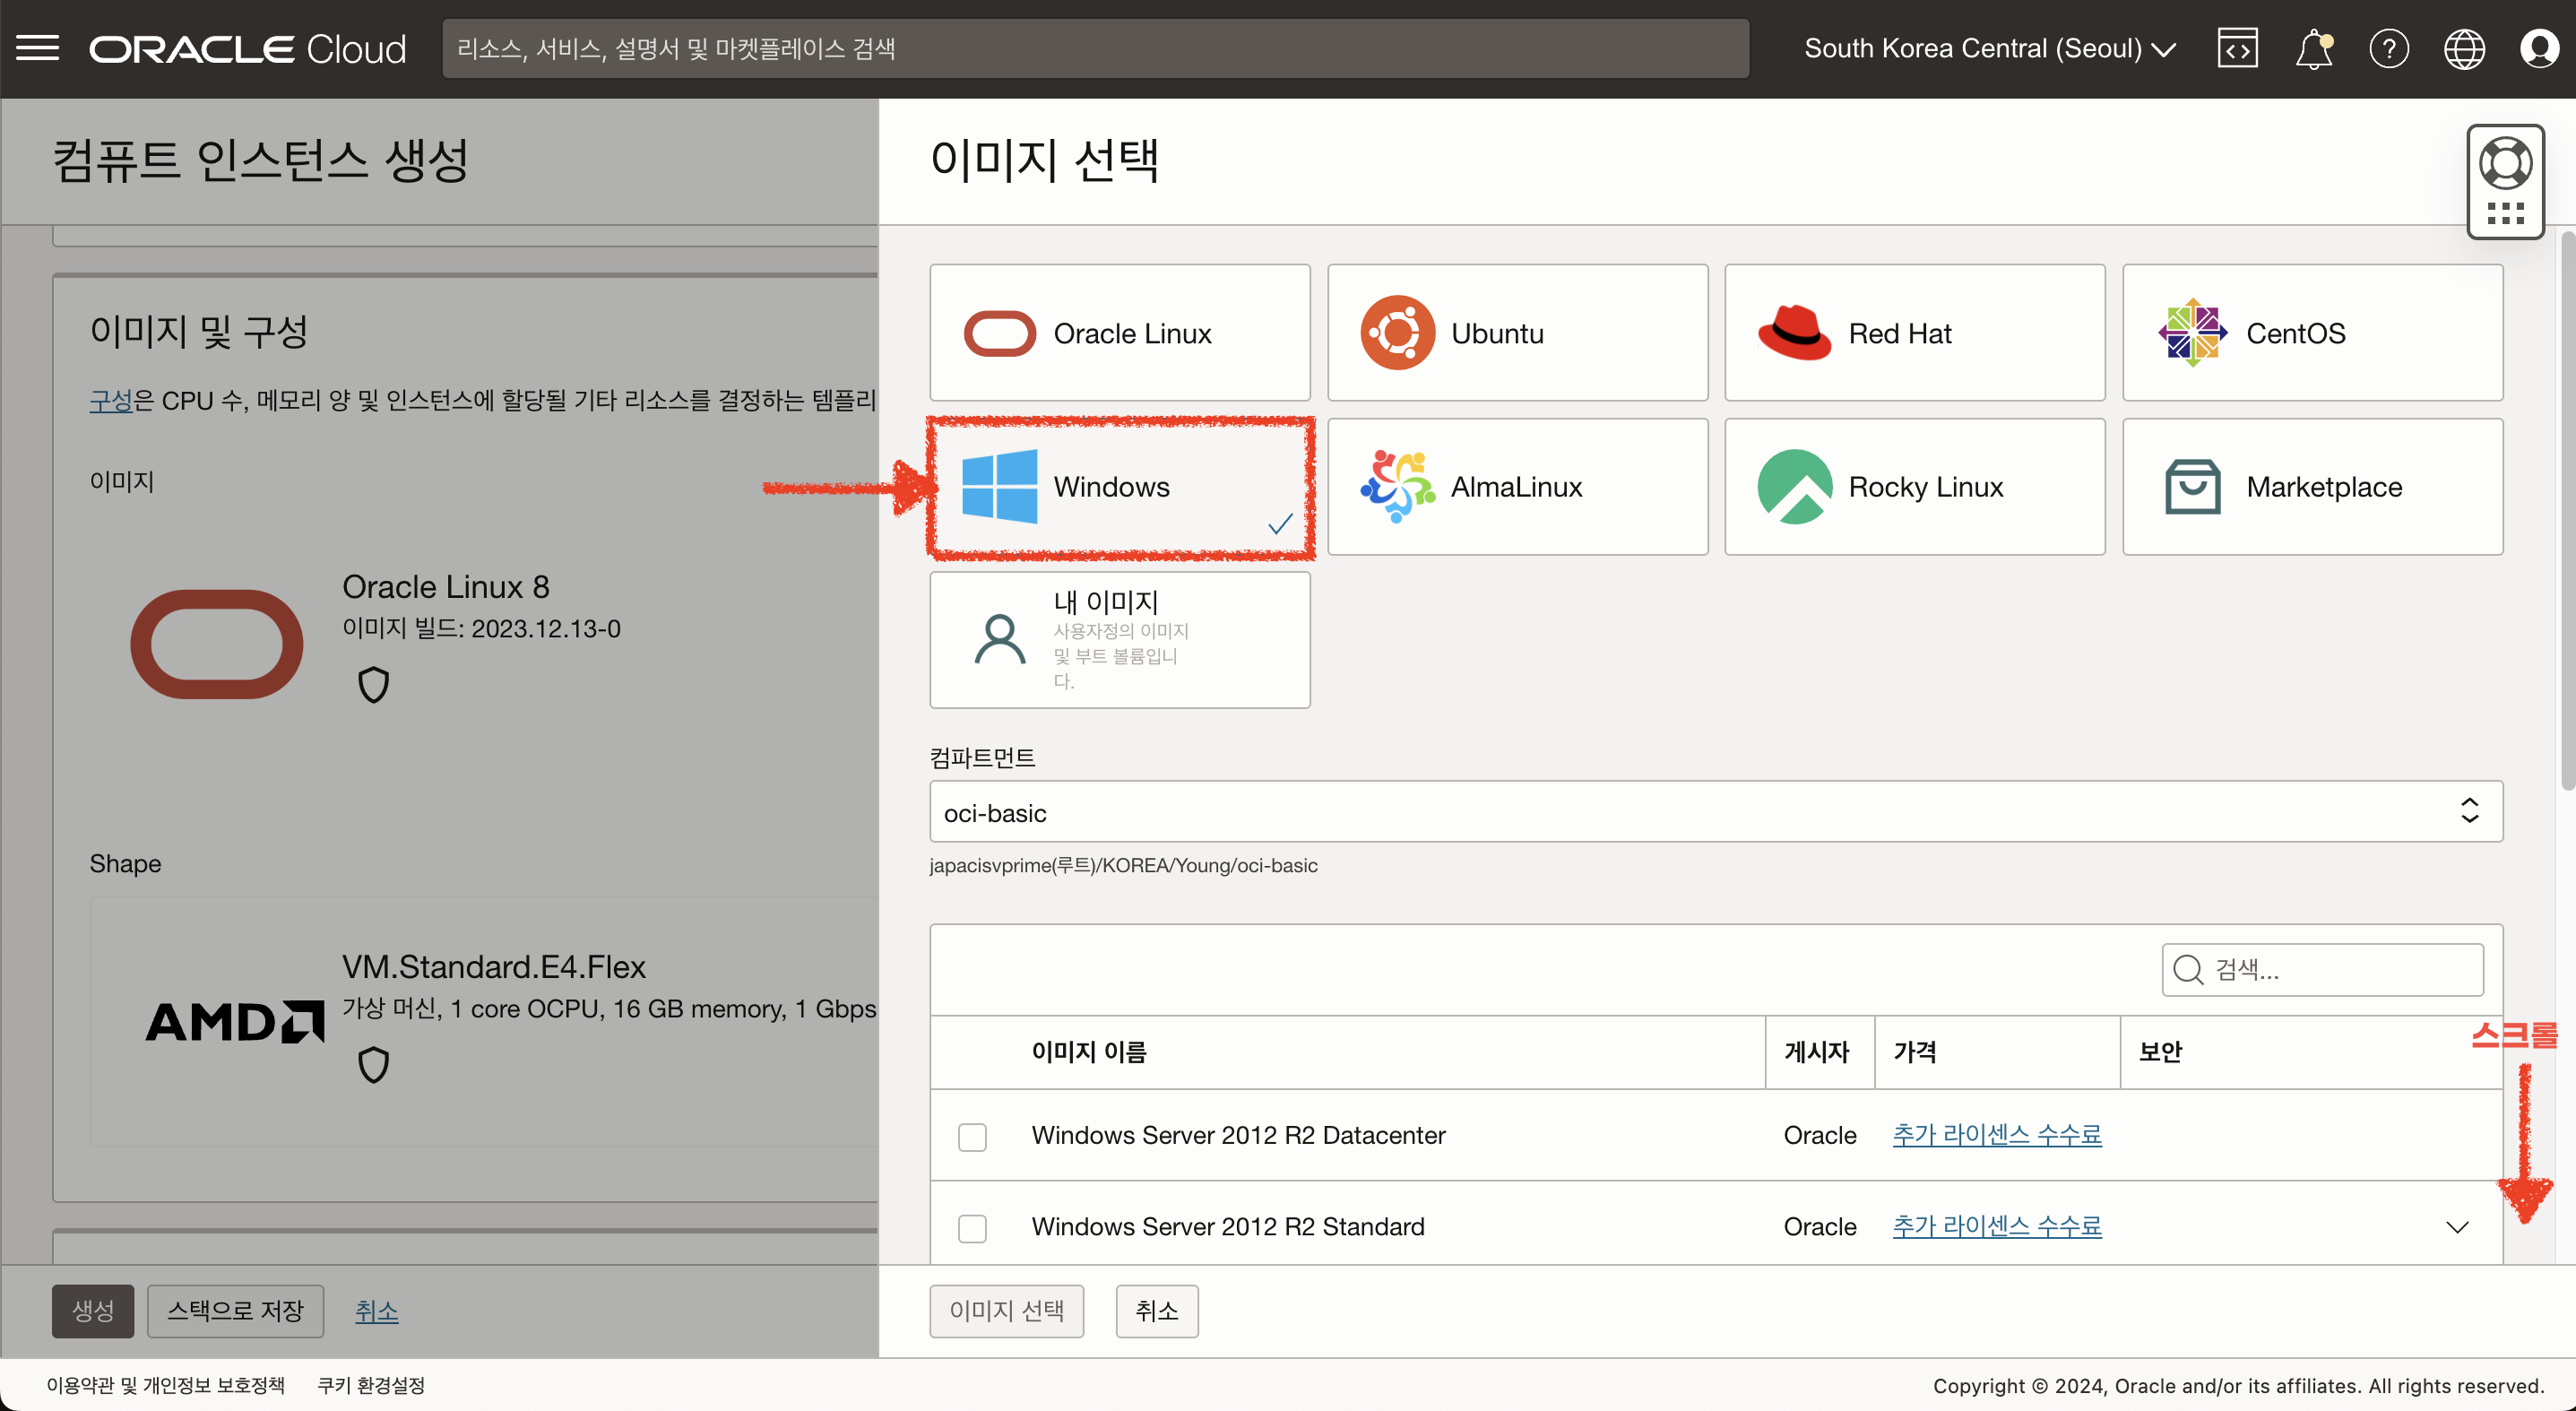 ORACLE Cloud
리소스, 서비스, 설명서 및 마켓플레이스 검색
South Korea Central (Seoul)
컴퓨트 인스턴스 생성
이미지 및 구성
구성은 CPU 수, 메모리 양 및 인스턴스에 할당될 기타 리소스를 결정하는 템플리
이미지
Oracle Linux 8
이미지 빌드: 2023.12.13-0
Shape
AMD
VM.Standard.E4.Flex
가상 머신, 1 core OCPU, 16 GB memory, 1 Gbps
생성
스택으로 저장
취소
이미지 선택
Oracle Linux
Ubuntu
Red Hat
CentOS
Windows
AlmaLinux
Rocky Linux
Marketplace
내 이미지
사용자정의 이미지
및 부트 볼륨입니
다.
컴파트먼트
oci-basic
japacisvprime(루트)/KOREA/Young/oci-basic
검색...
이미지 이름 게시자 가격 보안
스크롤
Windows Server 2012 R2 Datacenter Oracle 추가 라이센스 수수료
Windows Server 2012 R2 Standard Oracle 추가 라이센스 수수료
이미지 선택
취소
이용약관 및 개인정보 보호정책 쿠키 환경설정
Copyright © 2024, Oracle and/or its affiliates. All rights reserved.